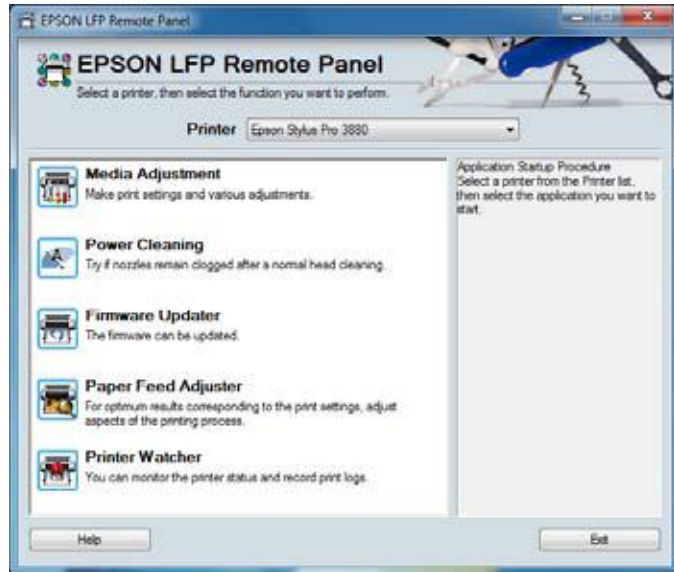 EPSON LFP Remote Panel
EPSON LFP Remote Panel
Select a printer, then select the function you want to perform.
Printer
Epson Stylus Pro 3880
Media Adjustment
Make print settings and various adjustments.
Power Cleaning
Try if nozzles remain clogged after a normal head cleaning.
Firmware Updater
The firmware can be updated.
Paper Feed Adjuster
For optimum results corresponding to the print settings, adjust
aspects of the printing process.
Printer Watcher
You can monitor the printer status and record print logs.
Application Startup Procedure
Select a printer from the Printer list,
then select the application you want to
start.
Help
Exit